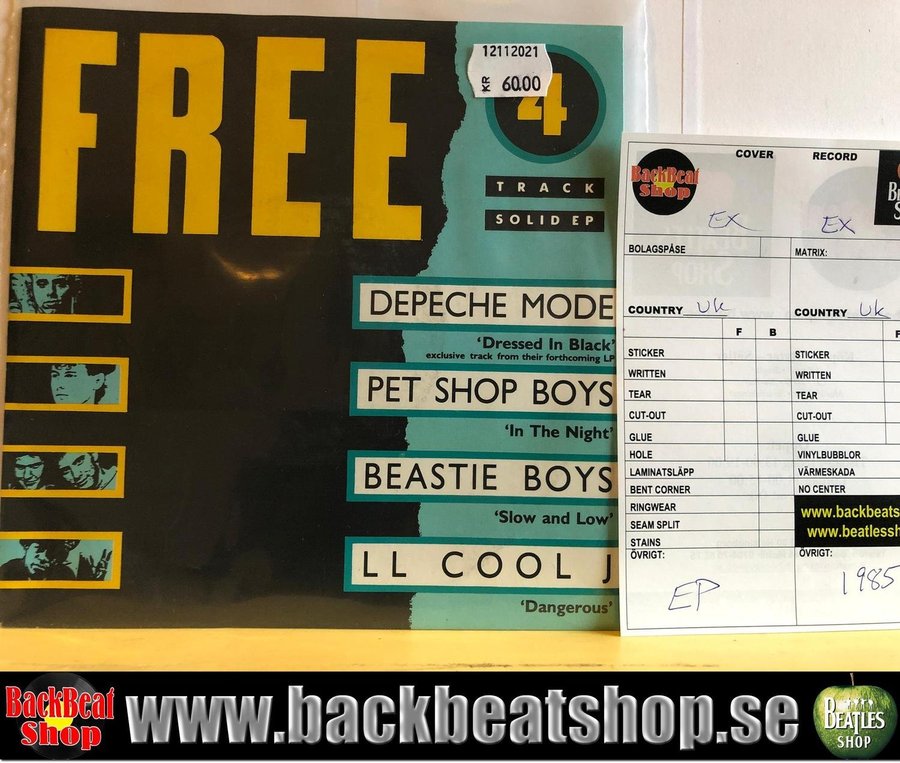 FREE
12112021
KR 60.00
4
TRACK
SOLID EP
DEPECHE MODE
'Dressed In Black'
exclusive track from their forthcoming LP
PET SHOP BOYS
'In The Night'
BEASTIE BOYS
'Slow and Low'
LL COOL J
'Dangerous'
BackBeat
Shop
COVER RECORD
EX EX
BOLAGSPÅSE MATRIX:
COUNTRY UK COUNTRY UK
F B F
STICKER STICKER
WRITTEN WRITTEN
TEAR TEAR
CUT-OUT CUT-OUT
GLUE GLUE
HOLE VINYLBUBBLOR
LAMINATSLÄPP VÄRMESKADA
BENT CORNER NO CENTER
RINGWEAR www.backbeats
SEAM SPLIT www.beatlessh
STAINS
ÖVRIGT: ÖVRIGT:
EP 1985
BackBeat
Shop
www.backbeatshop.se
BEATLES
SHOP